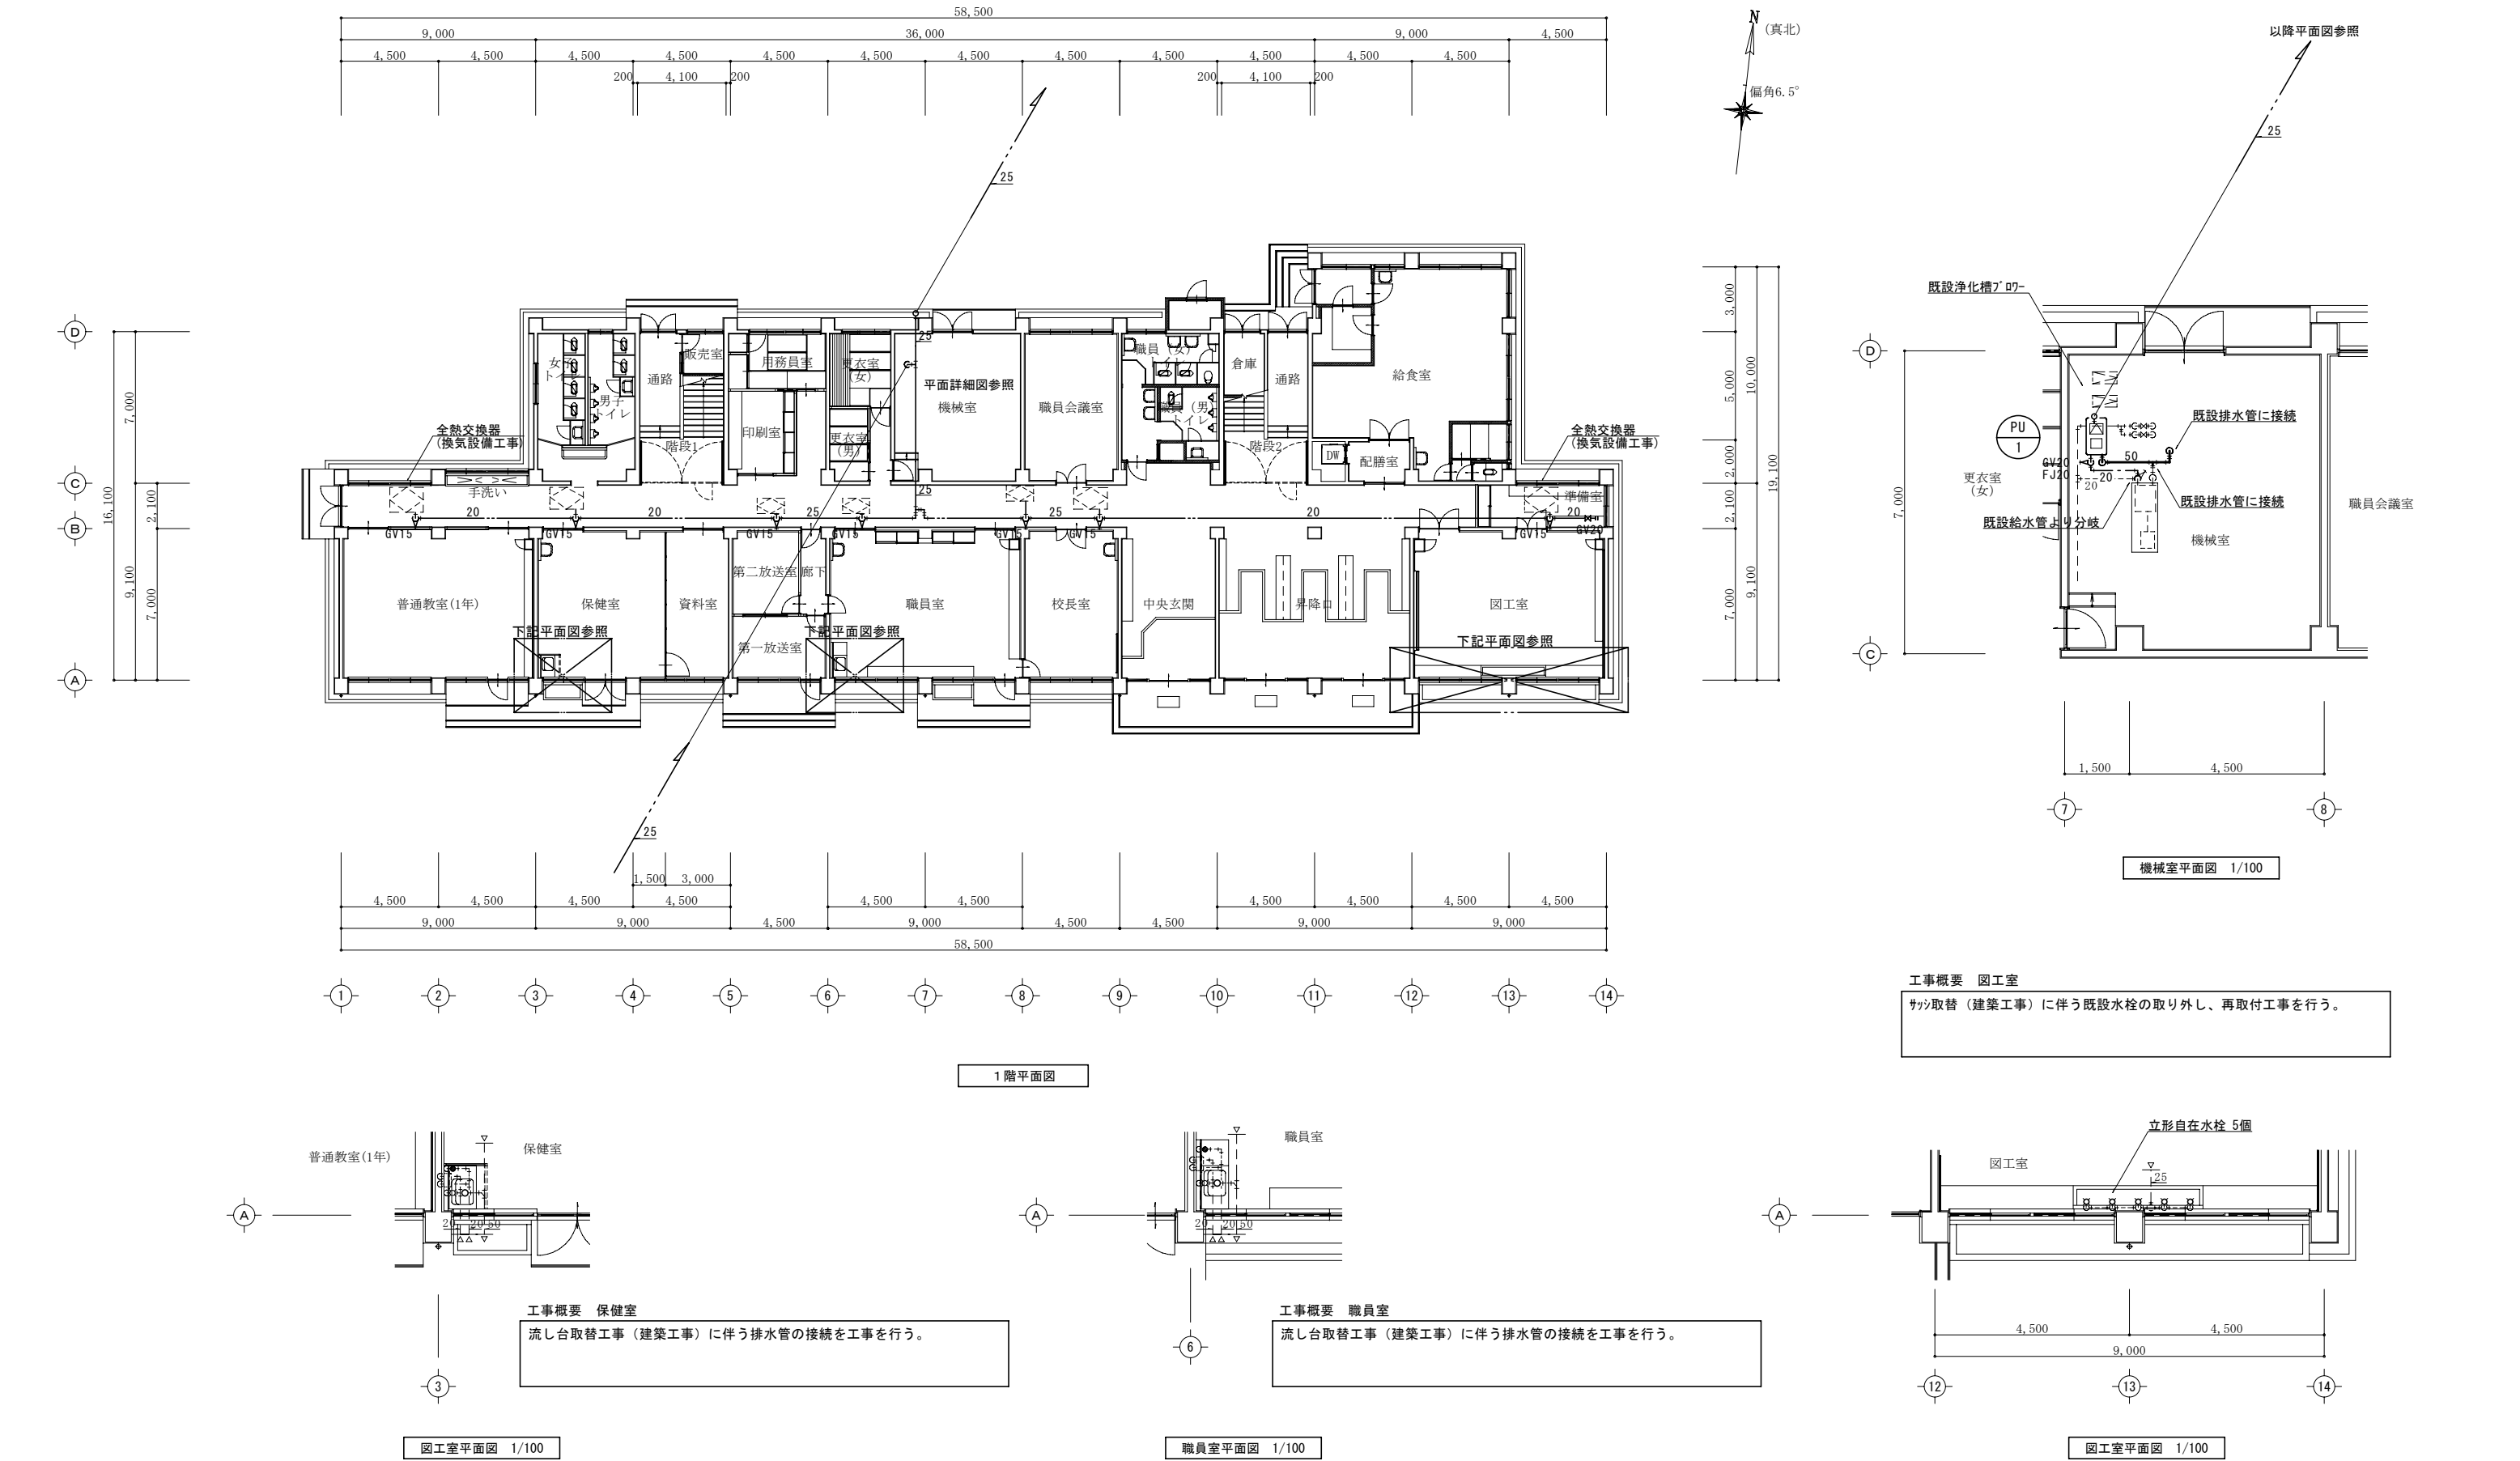 58,500
9,000 36,000 9,000 4,500
4,500 4,500 4,500 4,500 4,500 4,500 4,500 4,500 4,500 4,500 4,500 4,500
200 4,100 200 200 4,100 200
N
(真北)
偏角6.5°
25
D
C
B
A
7,000
16,100
2,100
9,100
7,000
女子
トイレ
男子
トイレ
通路
販売室
用務員室
更衣室
(女)
25
平面詳細図参照
機械室
職員会議室
職員（女）
トイレ
倉庫
通路
給食室
全熱交換器
(換気設備工事)
階段1
印刷室
更衣室
(男)
職員（男）
トイレ
階段2
DW
配膳室
全熱交換器
(換気設備工事)
手洗い
25
準備室
20 20 25 25 20 20
GV15 GV15 GV15 GV15 GV15 GV15 GV15 GV20
普通教室(1年)
保健室
資料室
第二放送室
廊下
第一放送室
職員室
校長室
中央玄関
昇降口
図工室
下記平面図参照
下記平面図参照
下記平面図参照
3,000
5,000
10,000
2,000
19,100
2,100
9,100
7,000
25
1,500 3,000
4,500 4,500 4,500 4,500 4,500 4,500 4,500 4,500 4,500 4,500
9,000 9,000 4,500 9,000 4,500 4,500 9,000 9,000
58,500
1 2 3 4 5 6 7 8 9 10 11 12 13 14
1階平面図
以降平面図参照
25
既設浄化槽ﾌﾞﾛﾜｰ
D
PU
1
既設排水管に接続
GV20
FJ20
50
20
20
更衣室
(女)
既設排水管に接続
既設給水管より分岐
機械室
職員会議室
7,000
C
1,500 4,500
7 8
機械室平面図 1/100
工事概要 図工室
ｻｯｼ取替（建築工事）に伴う既設水栓の取り外し、再取付工事を行う。
普通教室(1年)
保健室
A
20 20 50
工事概要 保健室
流し台取替工事（建築工事）に伴う排水管の接続を工事を行う。
3
図工室平面図 1/100
職員室
A
20 20 50
工事概要 職員室
流し台取替工事（建築工事）に伴う排水管の接続を工事を行う。
6
職員室平面図 1/100
立形自在水栓 5個
図工室
25
A
4,500 4,500
9,000
12 13 14
図工室平面図 1/100